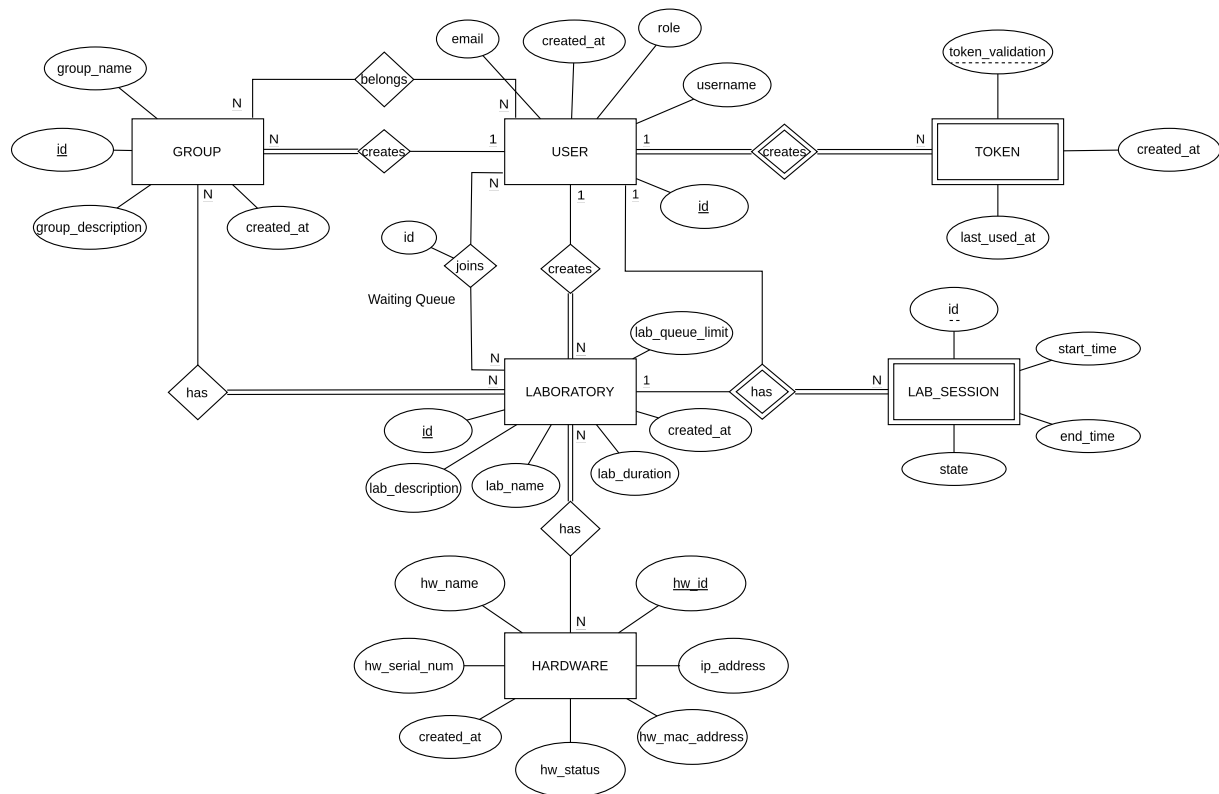 role
email
created_at
token_validation
group_name
belongs
username
N
N
N
creates
1
USER
1
creates
N
TOKEN
created_at
id
GROUP
N
1
1
id
N
group_description
created_at
id
joins
creates
last_used_at
Waiting Queue
id
lab_queue_limit
start_time
N
N
has
N
LABORATORY
1
has
N
LAB_SESSION
id
N
created_at
end_time
lab_description
lab_name
lab_duration
state
has
hw_name
hw_id
N
hw_serial_num
HARDWARE
ip_address
created_at
hw_mac_address
hw_status